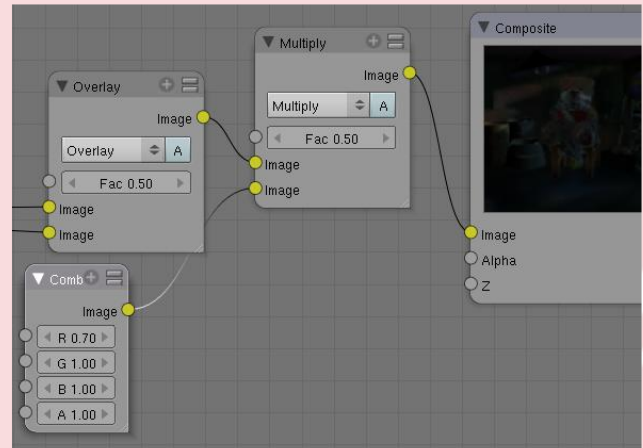 Overlay
Image
Overlay
A
Fac 0.50
Image
Image
Comb
Image
R 0.70
G 1.00
B 1.00
A 1.00
Multiply
Image
Multiply
A
Fac 0.50
Image
Image
Composite
Image
Alpha
Z